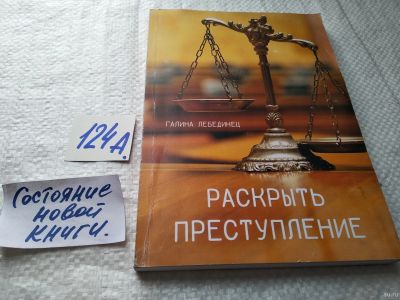 124А.
Состояние
новой
книги.
ГАЛИНА ЛЕБЕДИНЕЦ
РАСКРЫТЬ
ПРЕСТУПЛЕНИЕ